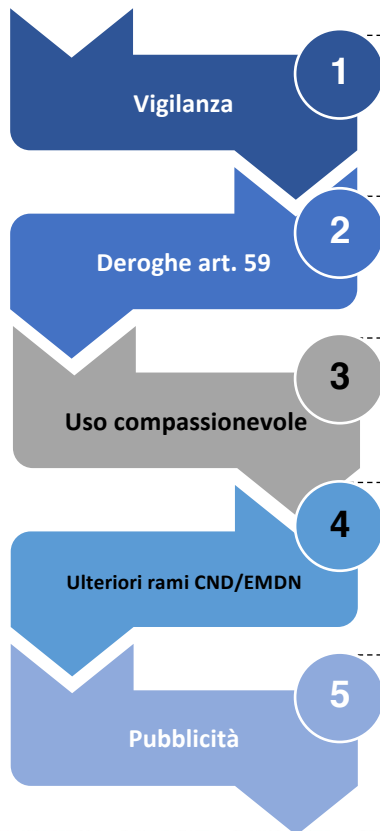 1
Vigilanza
2
Deroghe art. 59
3
Uso compassionevole
4
Ulteriori rami CND/EMDN
5
Pubblicità